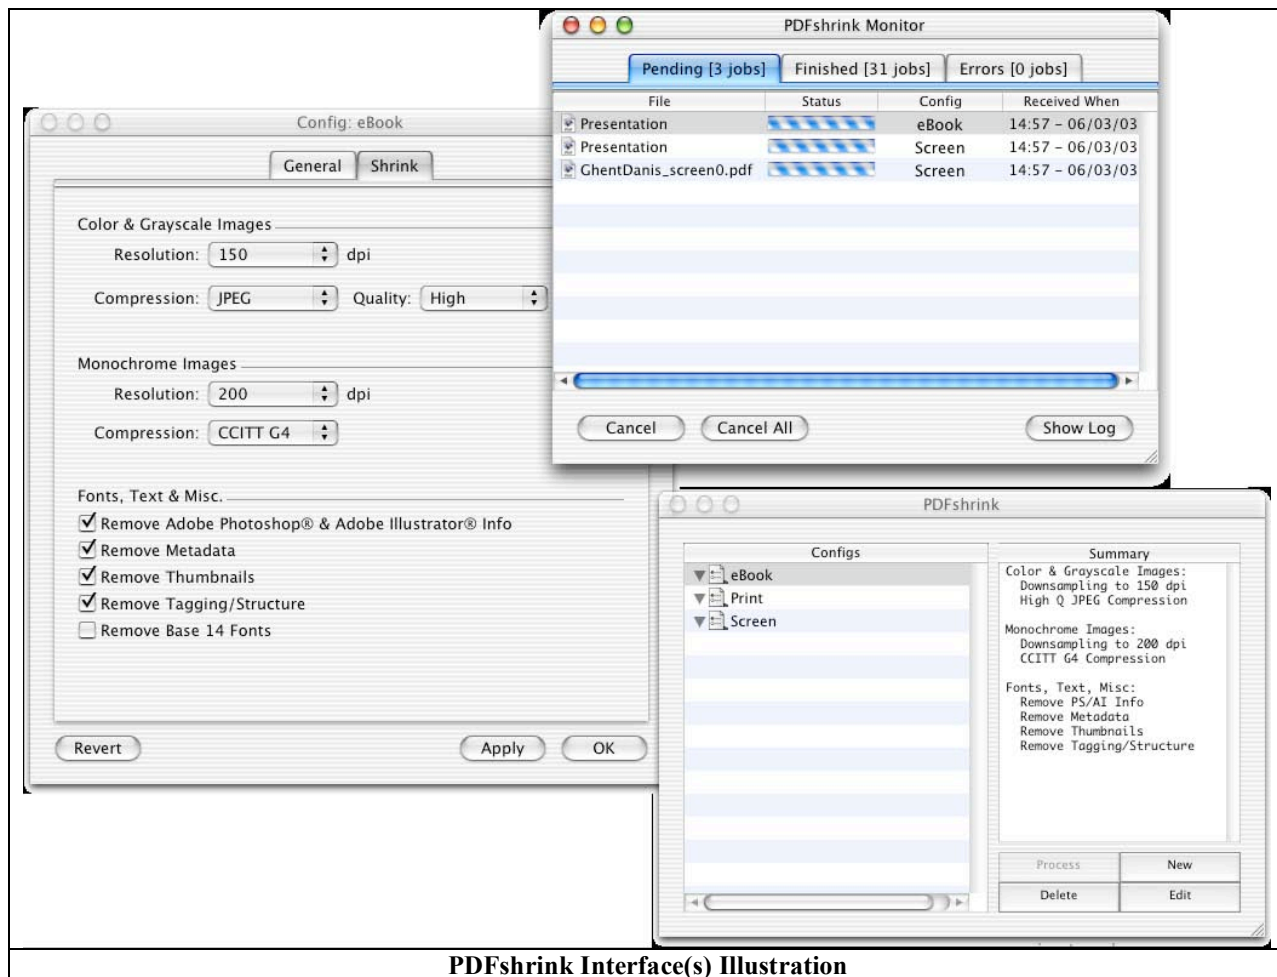 PDFshrink Monitor
Pending [3 jobs] Finished [31 jobs] Errors [0 jobs]
File Status Config Received When
Presentation eBook 14:57 - 06/03/03
Presentation Screen 14:57 - 06/03/03
GhentDanis_screen0.pdf Screen 14:57 - 06/03/03
Cancel Cancel All Show Log
Config: eBook
General Shrink
Color & Grayscale Images
Resolution: 150 dpi
Compression: JPEG Quality: High
Monochrome Images
Resolution: 200 dpi
Compression: CCITT G4
Fonts, Text & Misc.
Remove Adobe Photoshop® & Adobe Illustrator® Info
Remove Metadata
Remove Thumbnails
Remove Tagging/Structure
Remove Base 14 Fonts
Revert Apply OK
PDFshrink
Configs
eBook
Print
Screen
Summary
Color & Grayscale Images:
Downsampling to 150 dpi
High Q JPEG Compression
Monochrome Images:
Downsampling to 200 dpi
CCITT G4 Compression
Fonts, Text, Misc:
Remove PS/AI Info
Remove Metadata
Remove Thumbnails
Remove Tagging/Structure
Process New
Delete Edit
PDFshrink Interface(s) Illustration